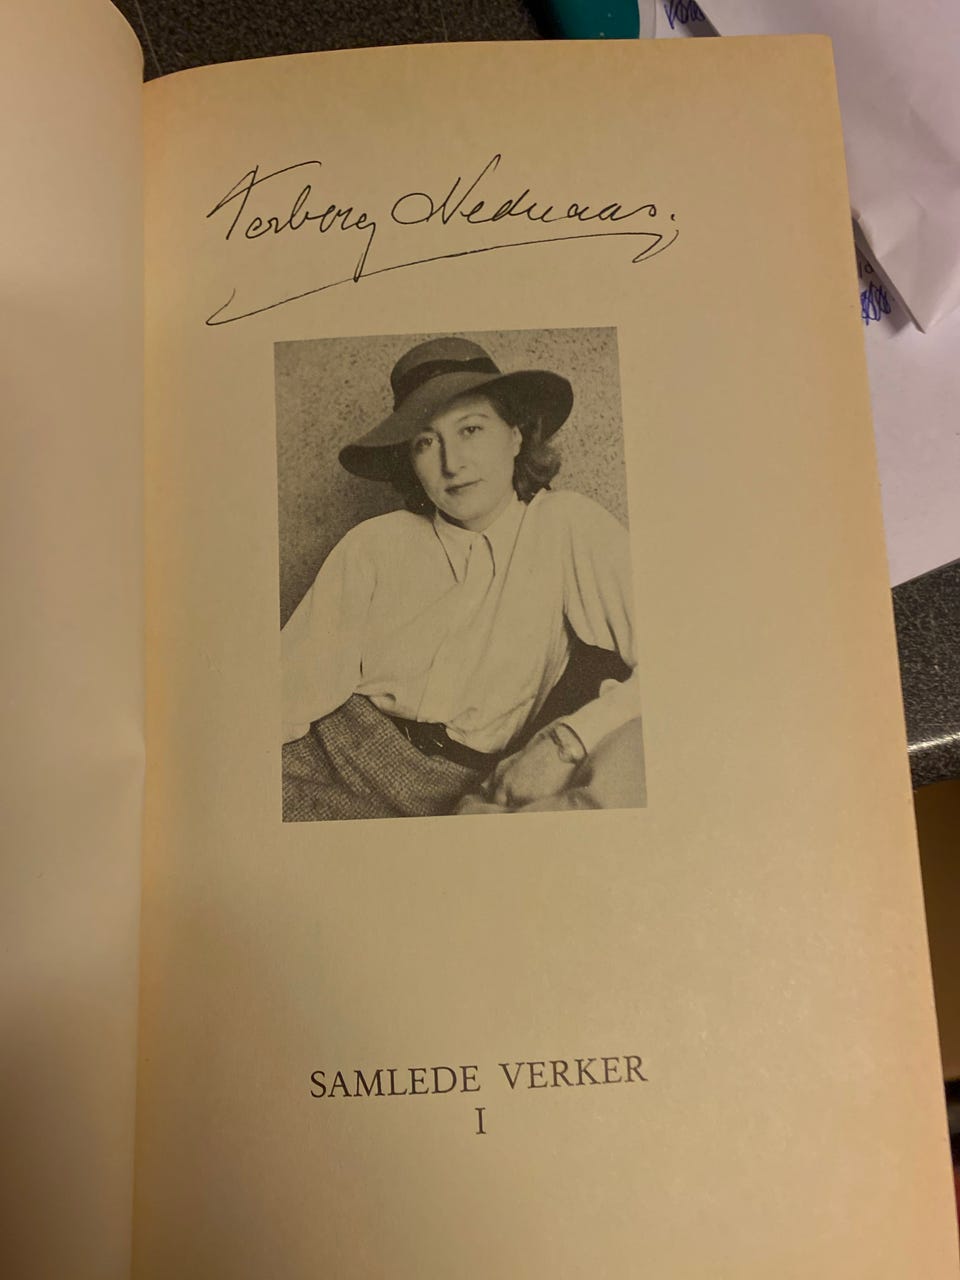 Torborg Nedreaas.
SAMLEDE VERKER
I